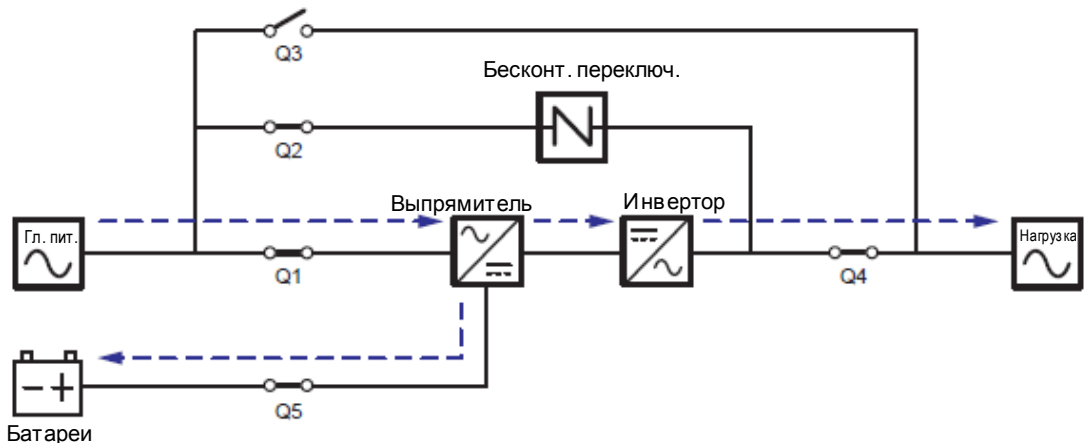 Q3
Бесконт. переключ.
Q2
Выпрямитель
Инвертор
Гл. пит.
Нагрузка
Q1
Q4
Q5
Батареи